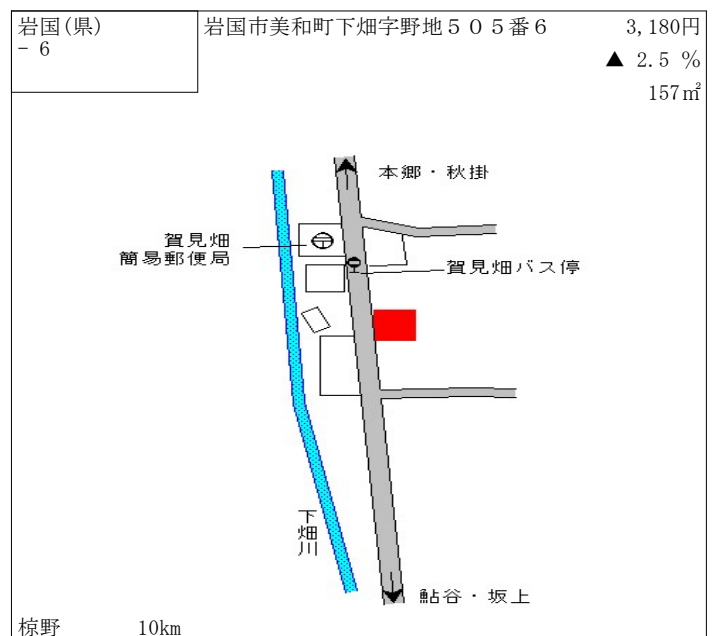 岩国(県)
- 6
岩国市美和町下畑字野地５０５番６
3,180円
▲ 2.5 %
157㎡
本郷・秋掛
賀見畑
簡易郵便局
賀見畑バス停
下畑川
鮎谷・坂上
椋野 10km